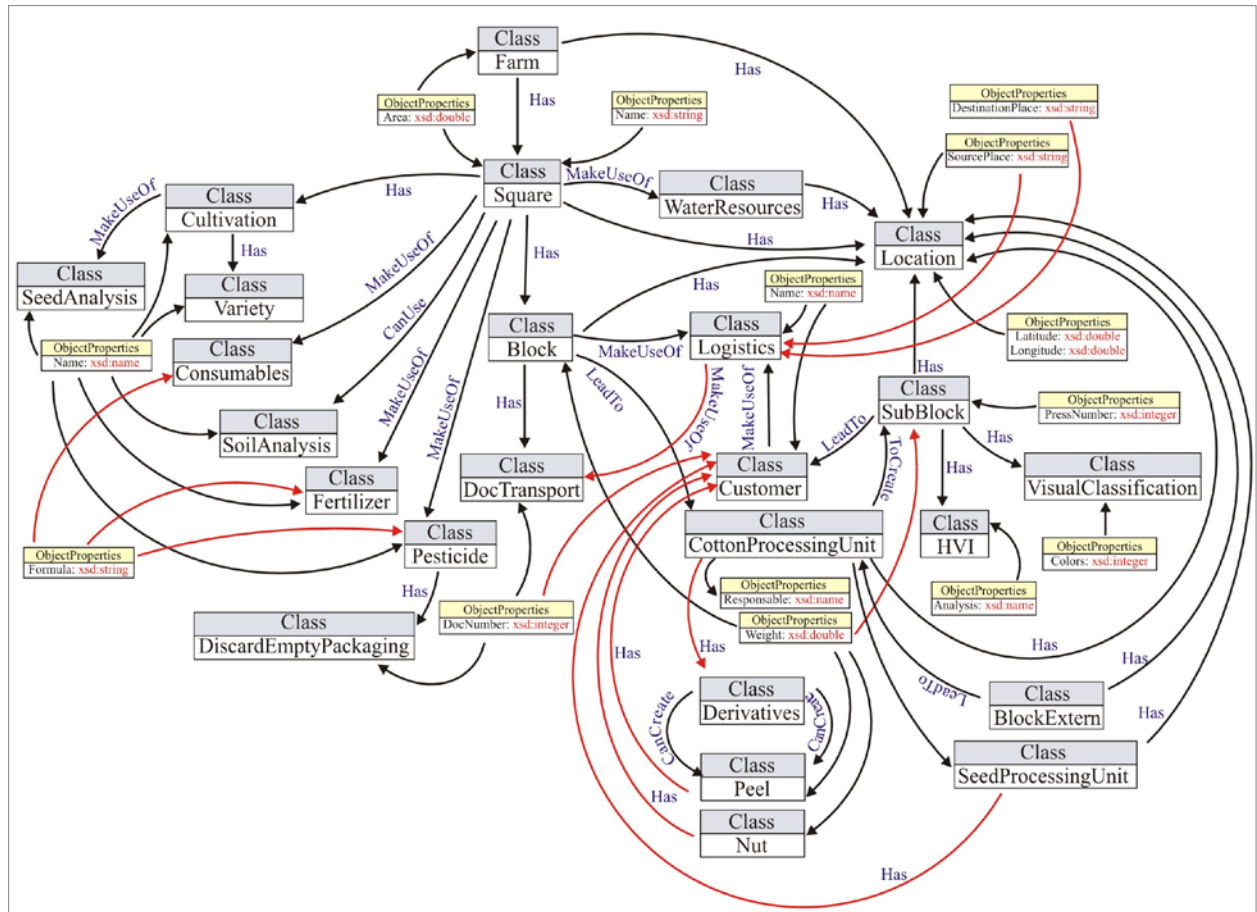 Class
Farm
Has
Has
ObjectProperties
Area: xsd:double
ObjectProperties
Name: xsd:string
ObjectProperties
DestinationPlace: xsd:string
ObjectProperties
SourcePlace: xsd:string
Class
Square
MakeUseOf
Class
WaterResources
Has
Has
Class
Cultivation
MakeUseOf
Has
Class
SeedAnalysis
Class
Variety
MakeUseOf
CanUse
MakeUseOf
MakeUseOf
Has
Has
Has
Class
Location
ObjectProperties
Name: xsd:name
ObjectProperties
Latitude: xsd:double
Longitude: xsd:double
Class
Block
MakeUseOf
Class
Logistics
ObjectProperties
Name: xsd:name
Class
Consumables
LeadTo
Has
MakeUseOf
MakeUseOf
Has
Class
SubBlock
ObjectProperties
PressNumber: xsd:integer
Class
SoilAnalysis
LeadTo
ToCreate
Has
Has
Class
DocTransport
Class
Customer
Class
VisualClassification
Class
Fertilizer
Class
Pesticide
Class
CottonProcessingUnit
Class
HVI
ObjectProperties
Formula: xsd:string
ObjectProperties
Colors: xsd:integer
Has
ObjectProperties
Responsable: xsd:name
ObjectProperties
Analysis: xsd:name
ObjectProperties
DocNumber: xsd:integer
ObjectProperties
Weight: xsd:double
Class
DiscardEmptyPackaging
Has
Has
Has
Has
LeadTo
Class
Derivatives
Class
BlockExtern
CanCreate
CanCreate
Has
Class
Peel
Class
SeedProcessingUnit
Has
Class
Nut
Has